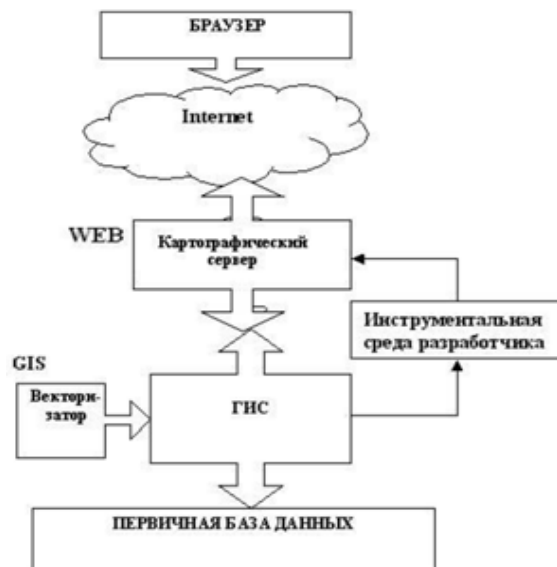 БРАУЗЕР
Internet
WEB
Картографический
сервер
Инструментальная
среда разработчика
GIS
Вектори-
затор
ГИС
ПЕРВИЧНАЯ БАЗА ДАННЫХ